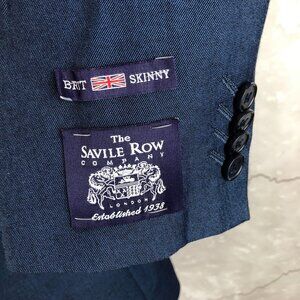 BRIT SKINNY
The
SAVILE ROW
COMPANY
LONDON
Established 1938